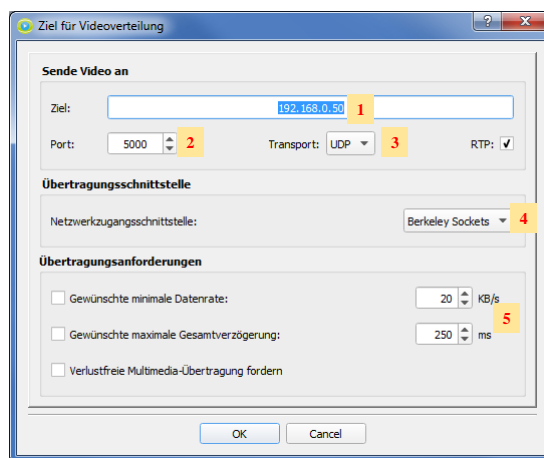 Ziel für Videoverteilung
Sende Video an
Ziel: 192.168.0.50 1
Port: 5000 2 Transport: UDP 3 RTP:
Übertragungsschnittstelle
Netzwerkzugangsschnittstelle: Berkeley Sockets 4
Übertragungsanforderungen
Gewünschte minimale Datenrate: 20 KB/s
5
Gewünschte maximale Gesamtverzögerung: 250 ms
Verlustfreie Multimedia-Übertragung fordern
OK Cancel